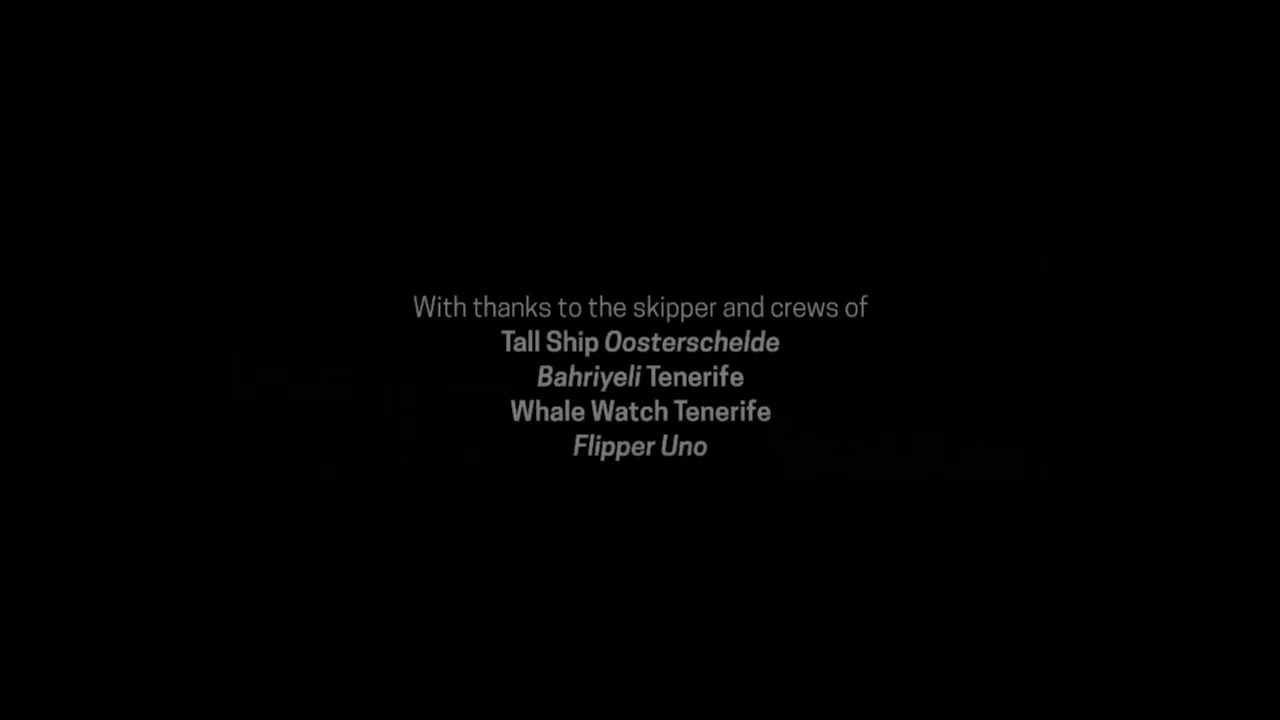 With thanks to the skipper and crews of
Tall Ship Oosterschelde
Bahriyeli Tenerife
Whale Watch Tenerife
Flipper Uno